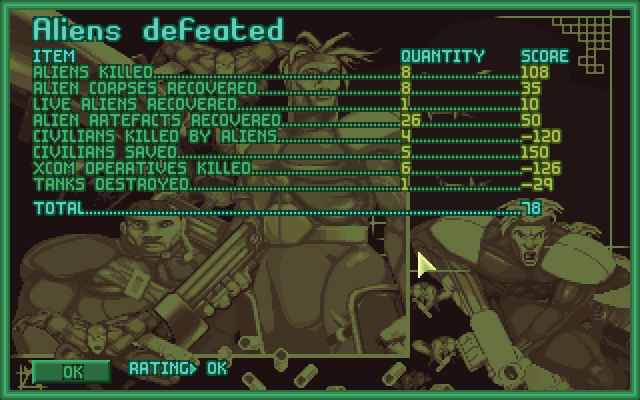 Aliens defeated
ITEM QUANTITY SCORE
ALIENS KILLED 8 108
ALIEN CORPSES RECOVERED 8 35
LIVE ALIENS RECOVERED 1 10
ALIEN ARTEFACTS RECOVERED 26 50
CIVILIANS KILLED BY ALIENS 4 -120
CIVILIANS SAVED 5 150
XCOM OPERATIVES KILLED 6 -126
TANKS DESTROYED 1 -29
TOTAL 78
OK RATING> OK